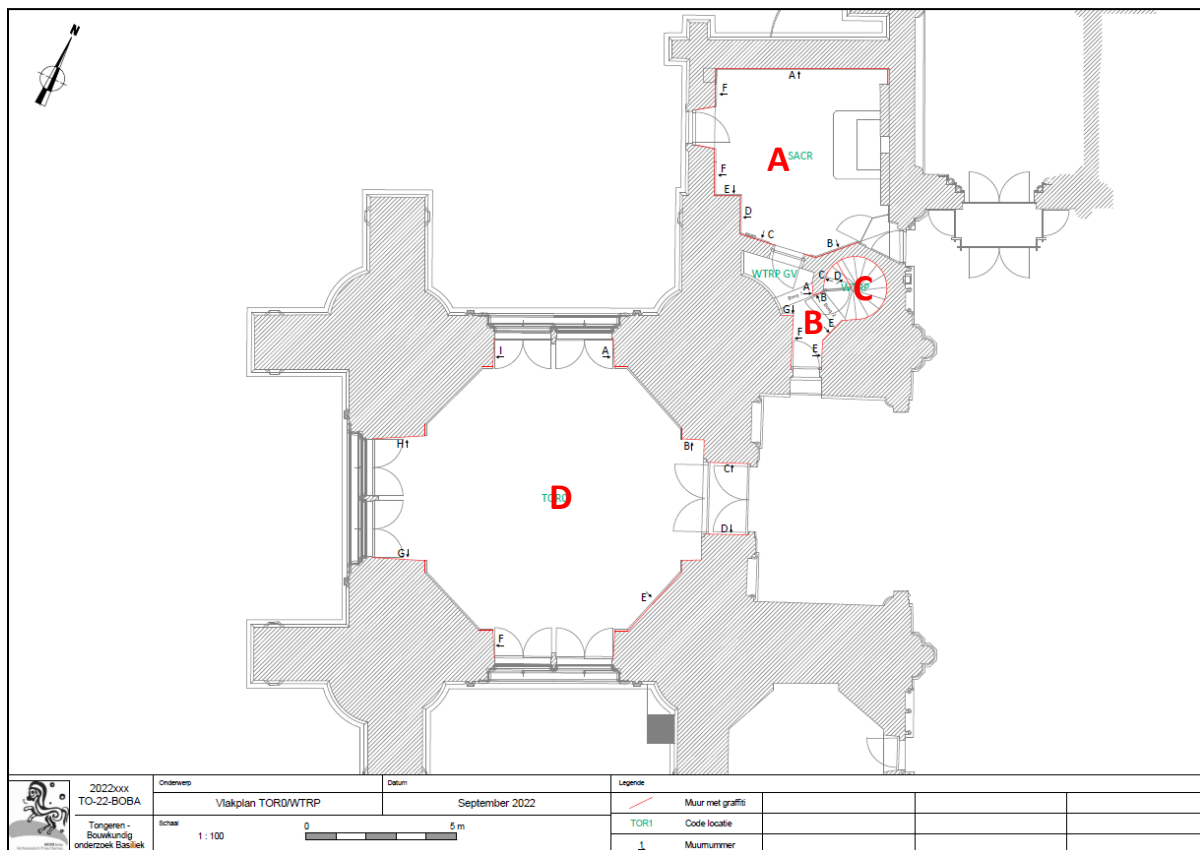 N
A
F
A SACR
F
E
D
C
B
WTRP GV
C
D
WTRP
C
A
B
G
B
E
F
E
I
A
H
B
C
TOR0
D
D
G
E
F
2022xxx
TO-22-BOBA
Tongeren -
Bouwkundig
onderzoek Basiliek
Onderwerp
Vlakplan TOR0/WTRP
Datum
September 2022
Schaal
1 : 100
0
5 m
Legende
Muur met graffiti
TOR1
Code locatie
1
Muurnummer